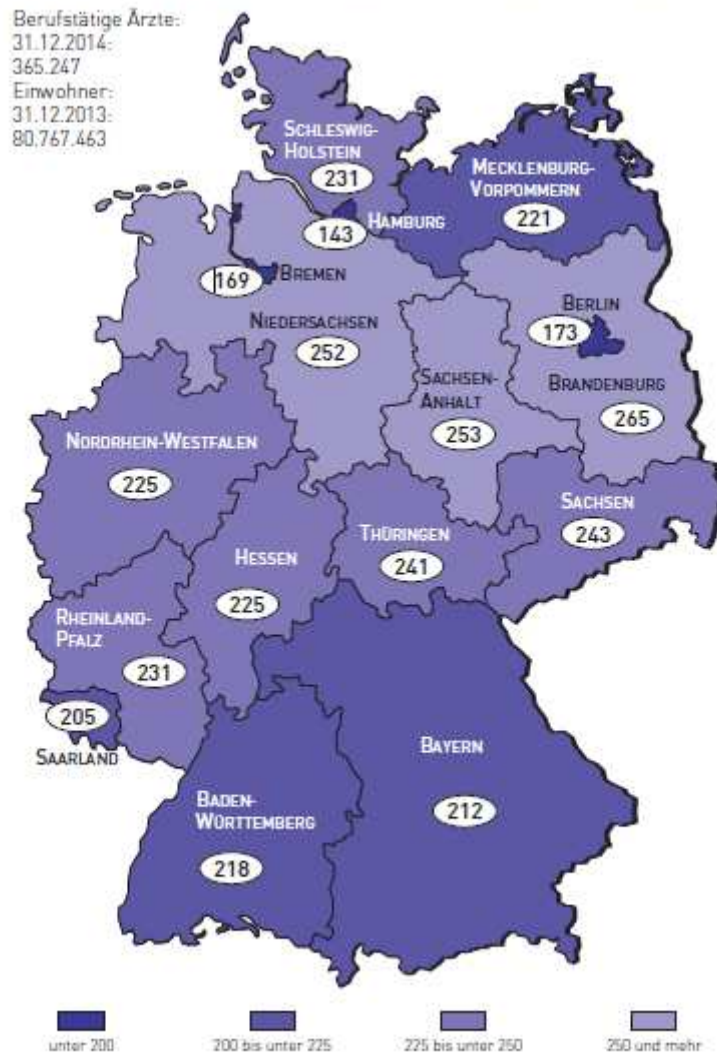 Berufstätige Ärzte:
31.12.2014:
365.247
Einwohner:
31.12.2013:
80.767.463
SCHLESWIG-
HOLSTEIN
231
MECKLENBURG-
VORPOMMERN
221
HAMBURG
143
BREMEN
169
NIEDERSACHSEN
252
BERLIN
173
SACHSEN-
ANHALT
253
BRANDENBURG
265
NORDRHEIN-WESTFALEN
225
SACHSEN
243
THÜRINGEN
241
HESSEN
225
RHEINLAND-
PFALZ
231
205
SAARLAND
BAYERN
212
BADEN-
WÜRTTEMBERG
218
unter 200
200 bis unter 225
225 bis unter 250
250 und mehr